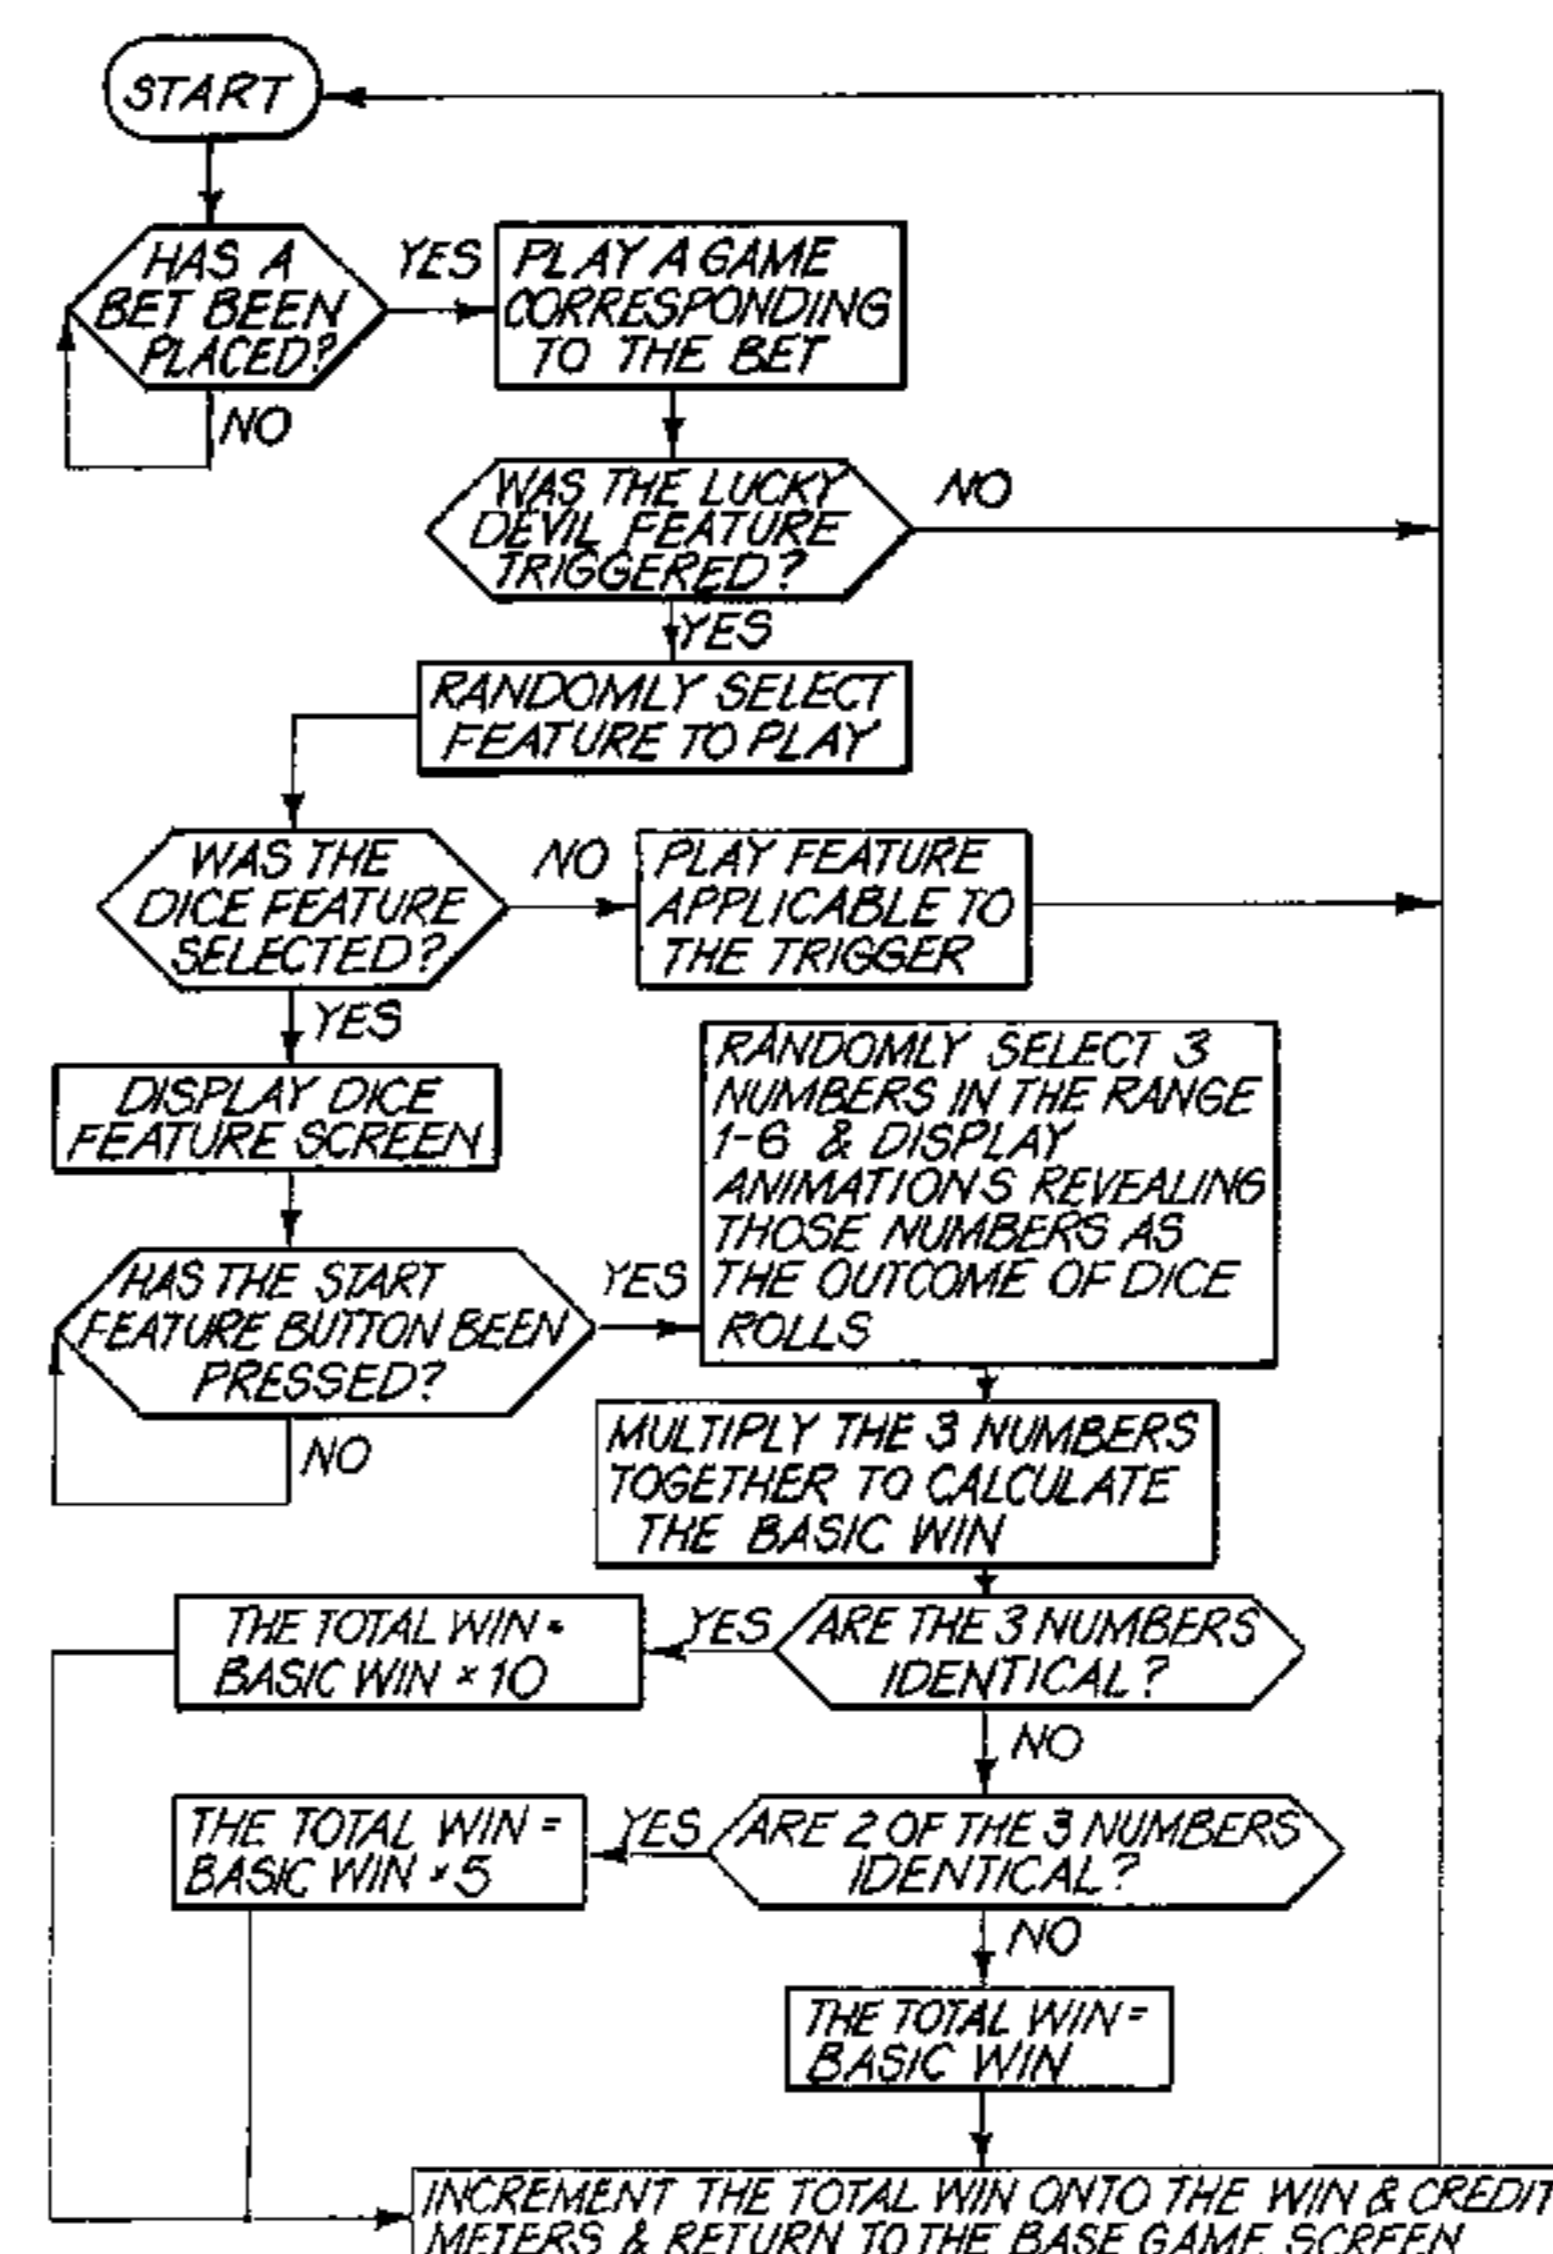 START
HAS A
BET BEEN
PLACED?
YES
NO
PLAY A GAME
CORRESPONDING
TO THE BET
WAS THE LUCKY
DEVIL FEATURE
TRIGGERED?
NO
YES
RANDOMLY SELECT
FEATURE TO PLAY
WAS THE
DICE FEATURE
SELECTED?
NO
PLAY FEATURE
APPLICABLE TO
THE TRIGGER
YES
DISPLAY DICE
FEATURE SCREEN
HAS THE START
FEATURE BUTTON BEEN
PRESSED?
YES
NO
RANDOMLY SELECT 3
NUMBERS IN THE RANGE
1-6 & DISPLAY
ANIMATIONS REVEALING
THOSE NUMBERS AS
THE OUTCOME OF DICE
ROLLS
MULTIPLY THE 3 NUMBERS
TOGETHER TO CALCULATE
THE BASIC WIN
ARE THE 3 NUMBERS
IDENTICAL?
YES
THE TOTAL WIN =
BASIC WIN × 10
NO
ARE 2 OF THE 3 NUMBERS
IDENTICAL?
YES
THE TOTAL WIN =
BASIC WIN × 5
NO
THE TOTAL WIN =
BASIC WIN
INCREMENT THE TOTAL WIN ONTO THE WIN & CREDIT
METERS & RETURN TO THE BASE GAME SCREEN